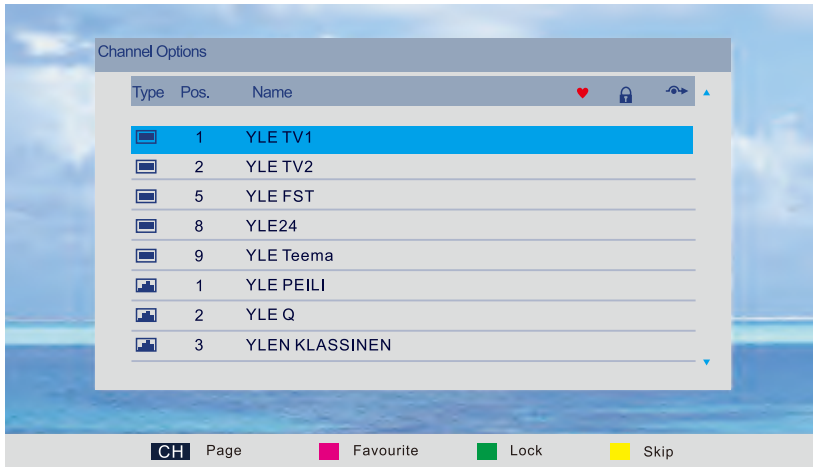 Channel Options
Type Pos. Name
1 YLE TV1
2 YLE TV2
5 YLE FST
8 YLE24
9 YLE Teema
1 YLE PEILI
2 YLE Q
3 YLEN KLASSINEN
CH Page Favourite Lock Skip